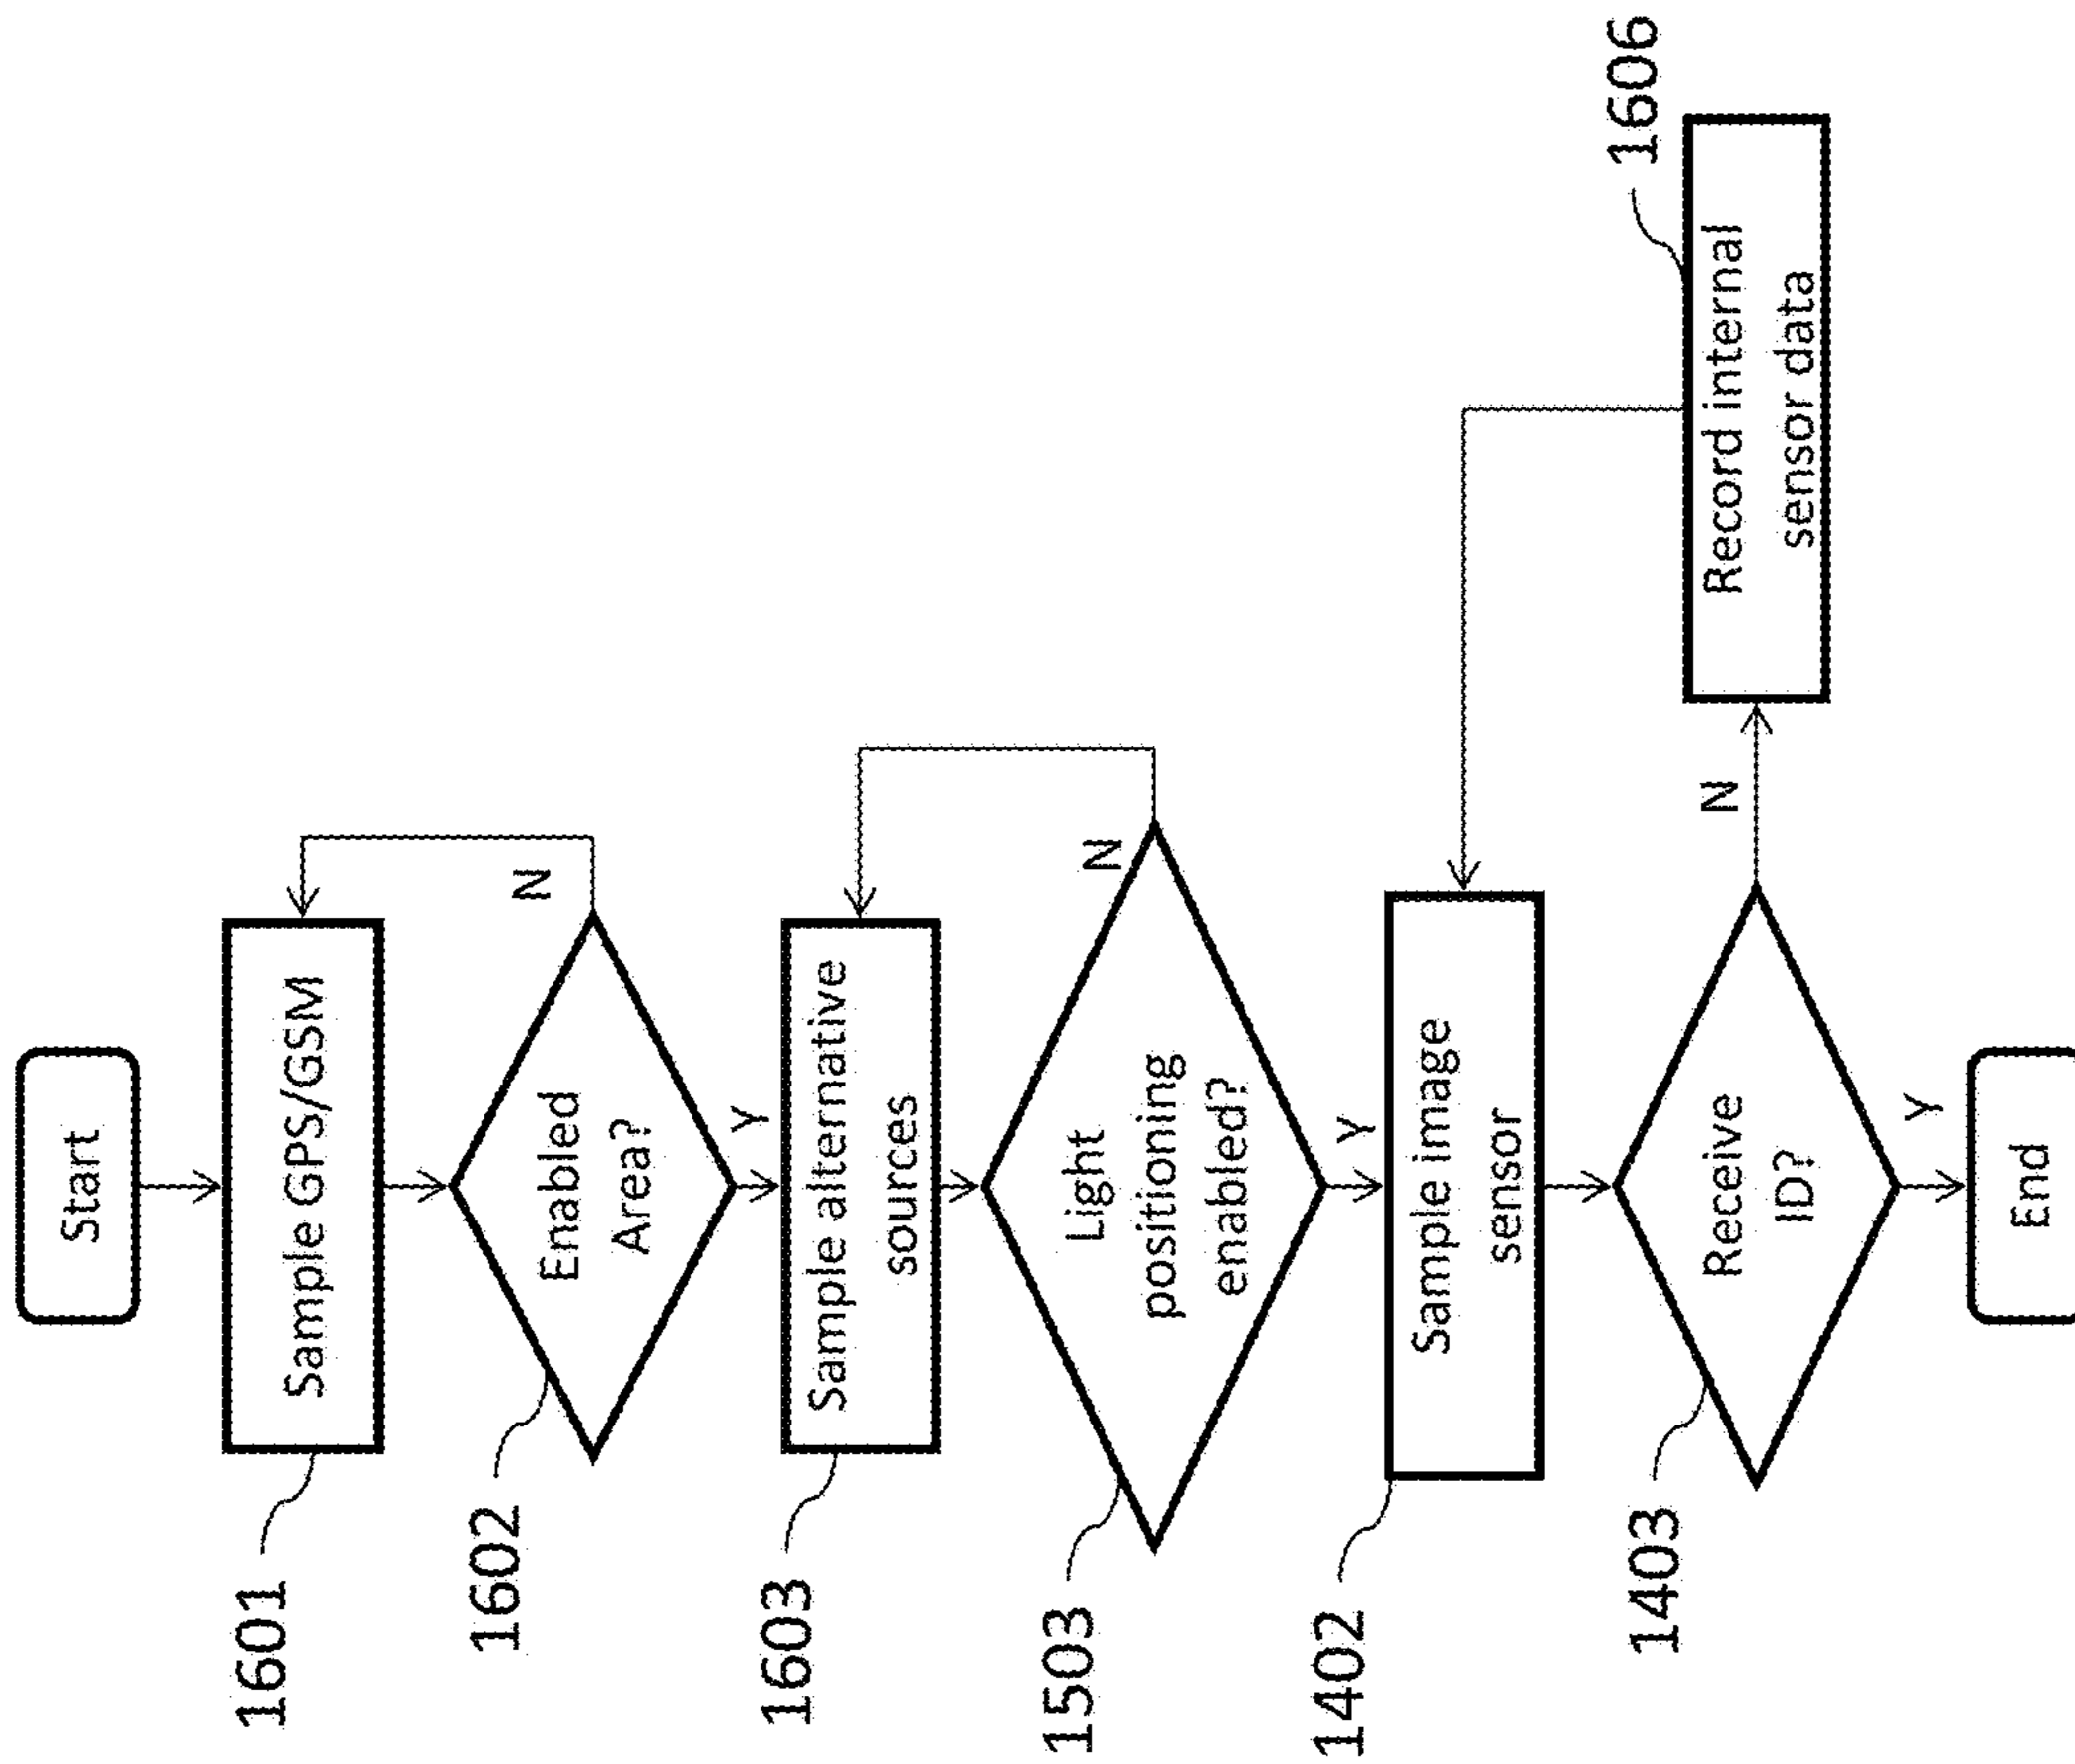 Start
1601
Sample GPS/GSM
1602
Enabled
Area?
N
Y
1603
Sample alternative
sources
1503
Light
positioning
enabled?
N
Y
1402
Sample image
sensor
1403
Receive
ID?
N
1606
Record internal
sensor data
Y
End